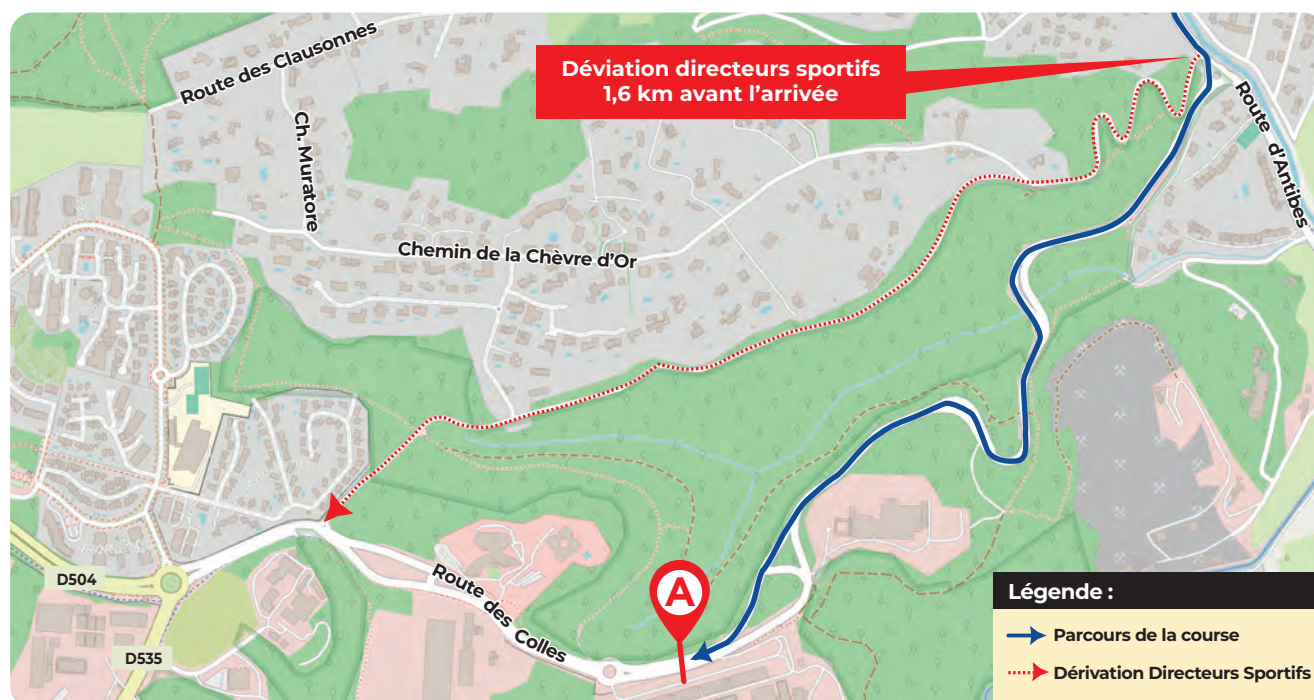 Route des Clausonnes
Ch. Muratore
Déviation directeurs sportifs
1,6 km avant l'arrivée
Route d'Antibes
Chemin de la Chèvre d'Or
D504
D535
Route des Colles
A
Légende :
Parcours de la course
Dérivation Directeurs Sportifs